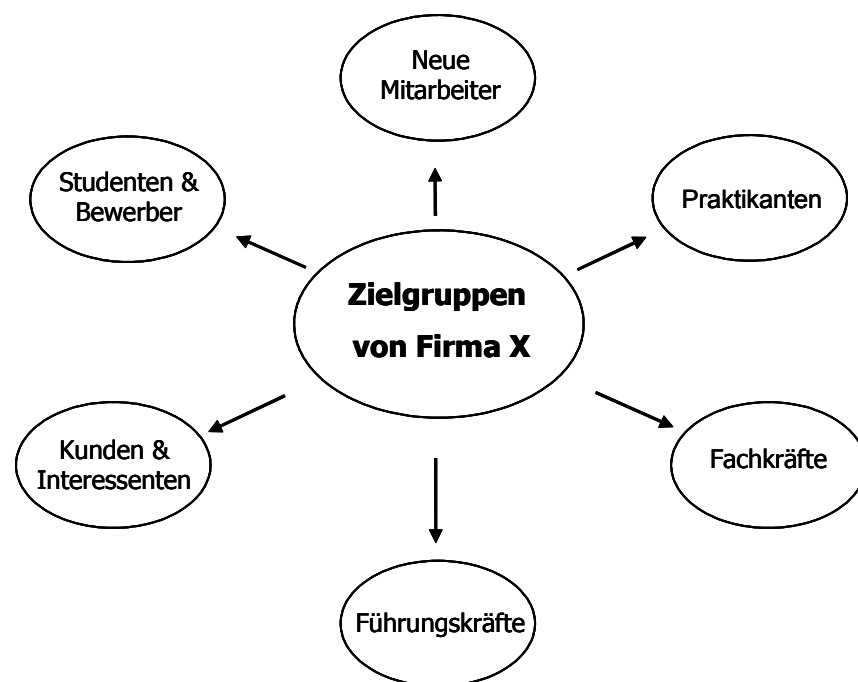 Neue
Mitarbeiter
Studenten &
Bewerber
Praktikanten
Zielgruppen
von Firma X
Kunden &
Interessenten
Fachkräfte
Führungskräfte